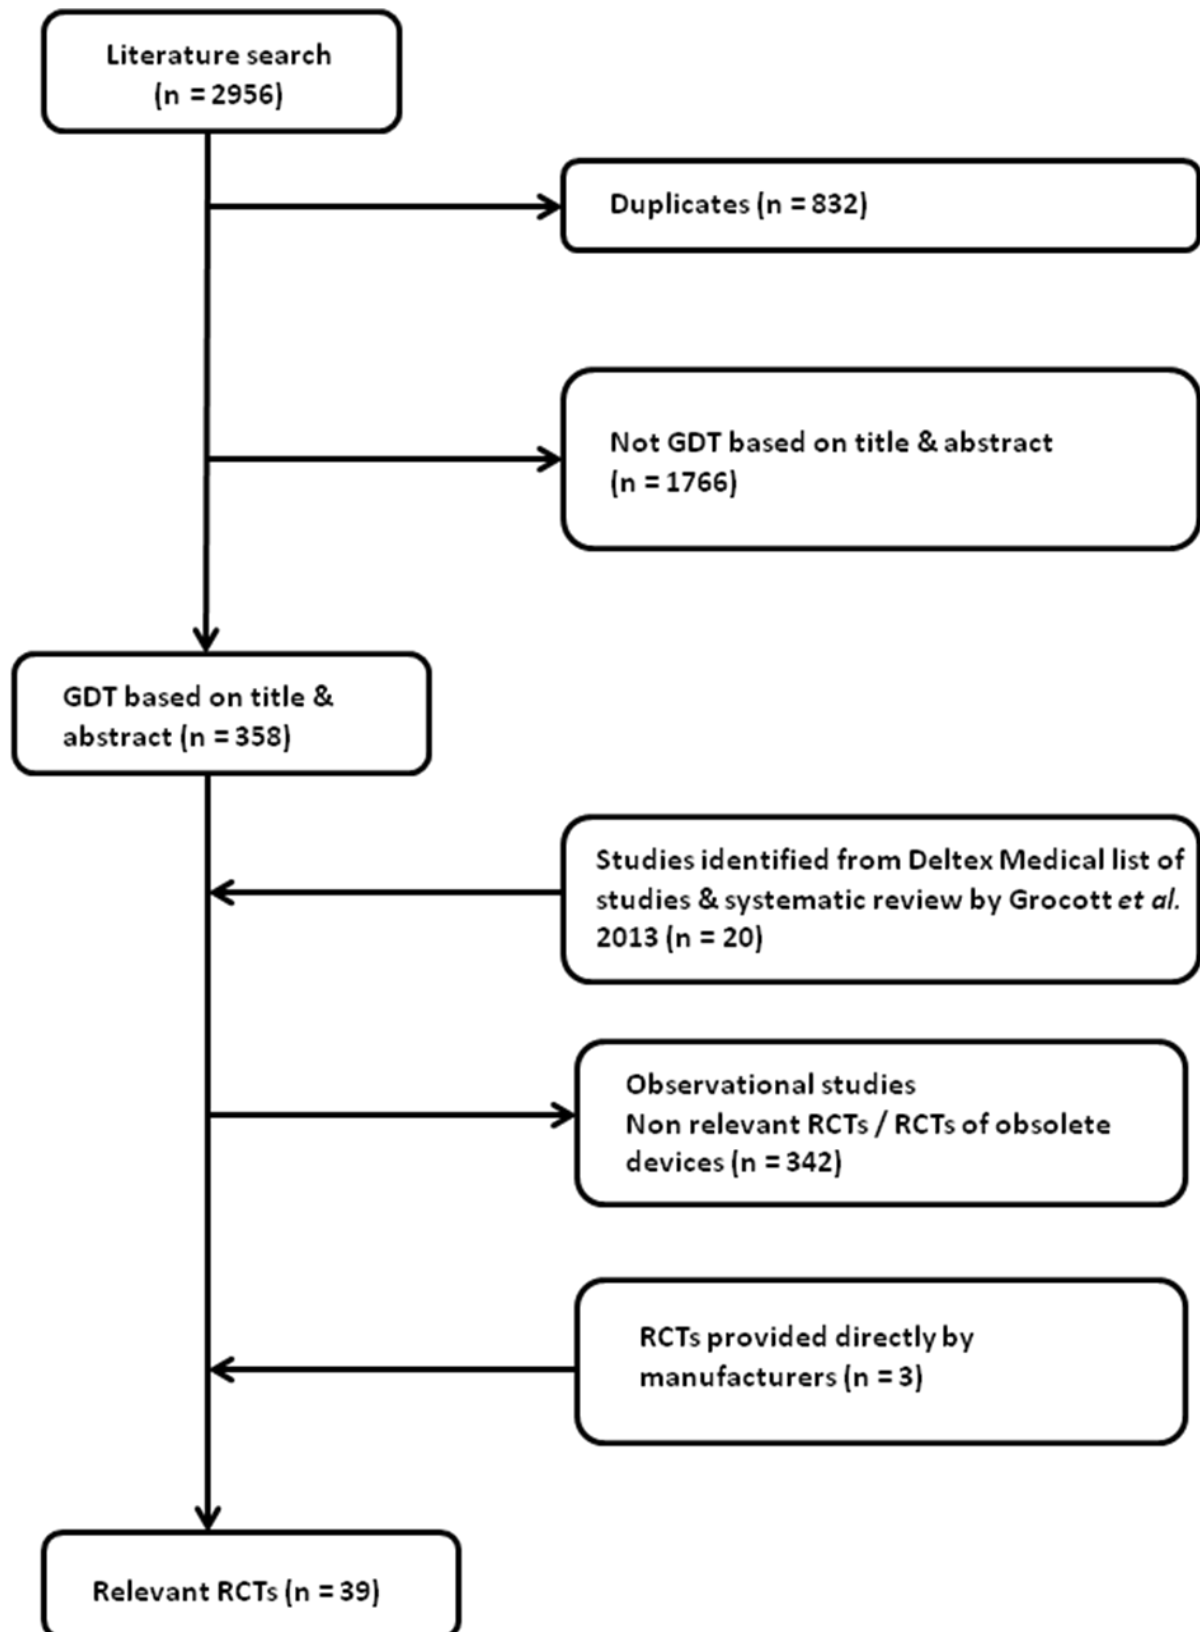 Literature search
(n = 2956)
Duplicates (n = 832)
Not GDT based on title & abstract
(n = 1766)
GDT based on title &
abstract (n = 358)
Studies identified from Deltex Medical list of
studies & systematic review by Grocott et al.
2013 (n = 20)
Observational studies
Non relevant RCTs / RCTs of obsolete
devices (n = 342)
RCTs provided directly by
manufacturers (n = 3)
Relevant RCTs (n = 39)